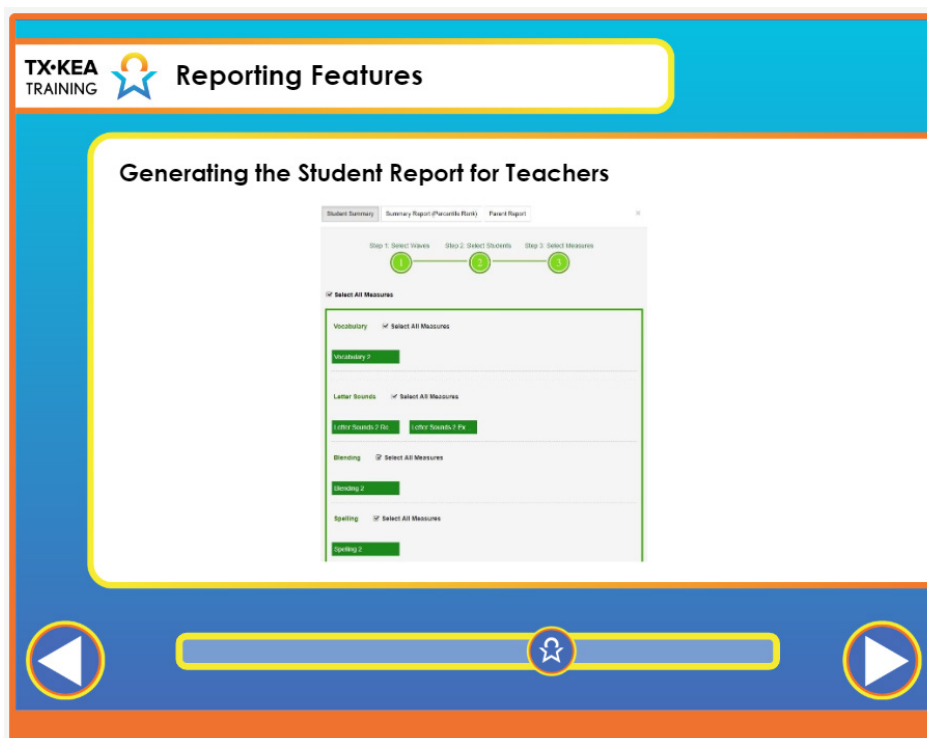 TX•KEA
TRAINING
Reporting Features
Generating the Student Report for Teachers
Student Summary Summary Report (Percentile Rank) Parent Report ×
Step 1: Select Waves Step 2: Select Students Step 3: Select Measures
1 2 3
Select All Measures
Vocabulary Select All Measures
Vocabulary 2
Letter Sounds Select All Measures
Letter Sounds 2 Re Letter Sounds 2 Ex
Blending Select All Measures
Blending 2
Spelling Select All Measures
Spelling 2